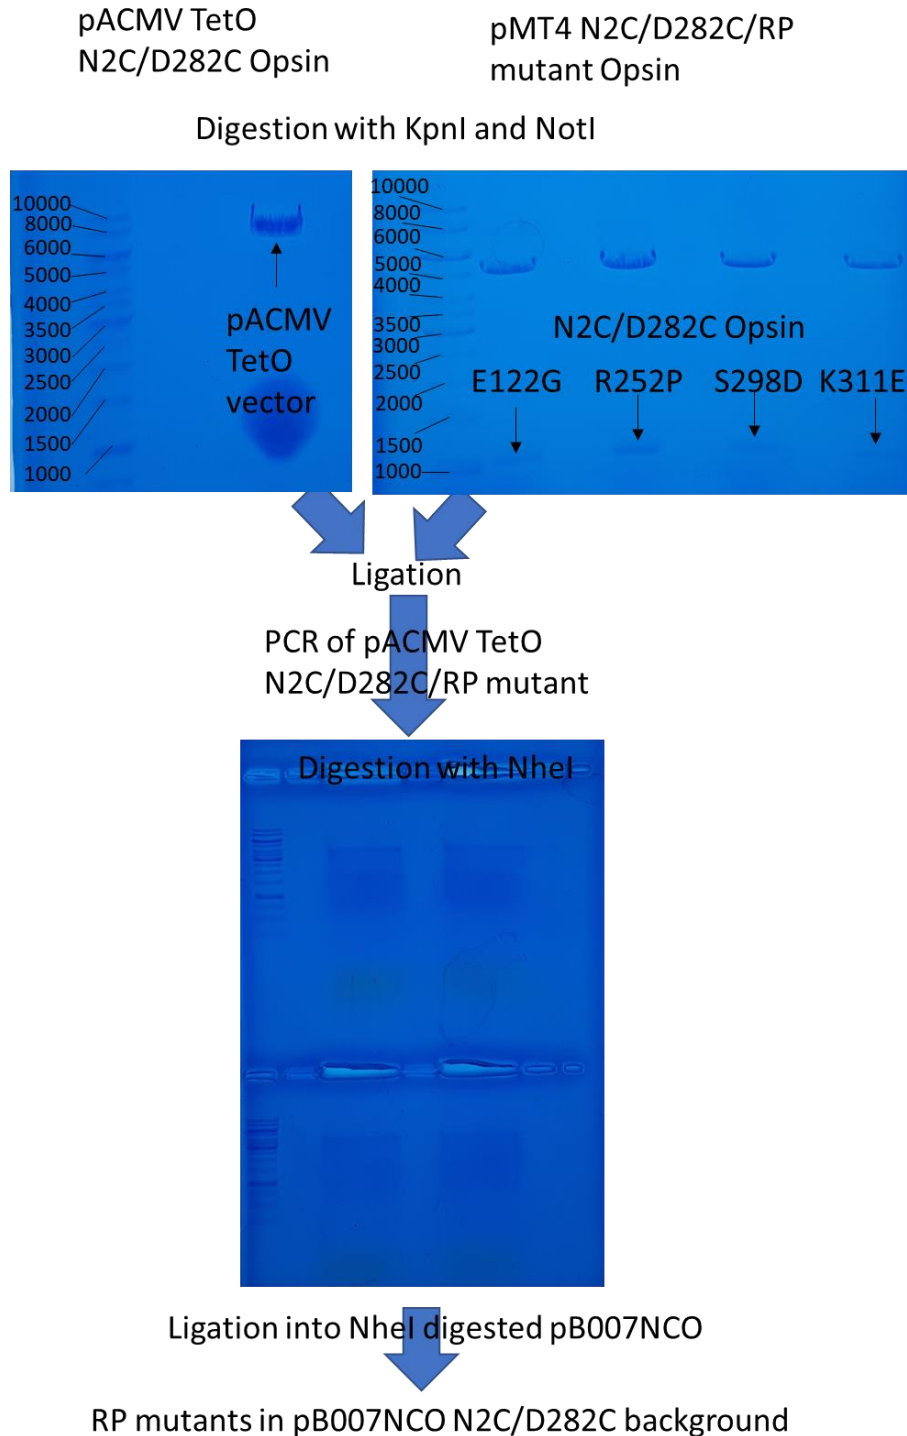 pACMV TetO
N2C/D282C Opsin
pMT4 N2C/D282C/RP
mutant Opsin
Digestion with KpnI and NotI
10000
8000
6000
5000
4000
3500
3000
2500
2000
1500
1000
pACMV
TetO
vector
10000
8000
6000
5000
4000
3500
3000
2500
2000
1500
1000
N2C/D282C Opsin
E122G R252P S298D K311E
Ligation
PCR of pACMV TetO
N2C/D282C/RP mutant
Digestion with NheI
Ligation into NheI digested pB007NCO
RP mutants in pB007NCO N2C/D282C background